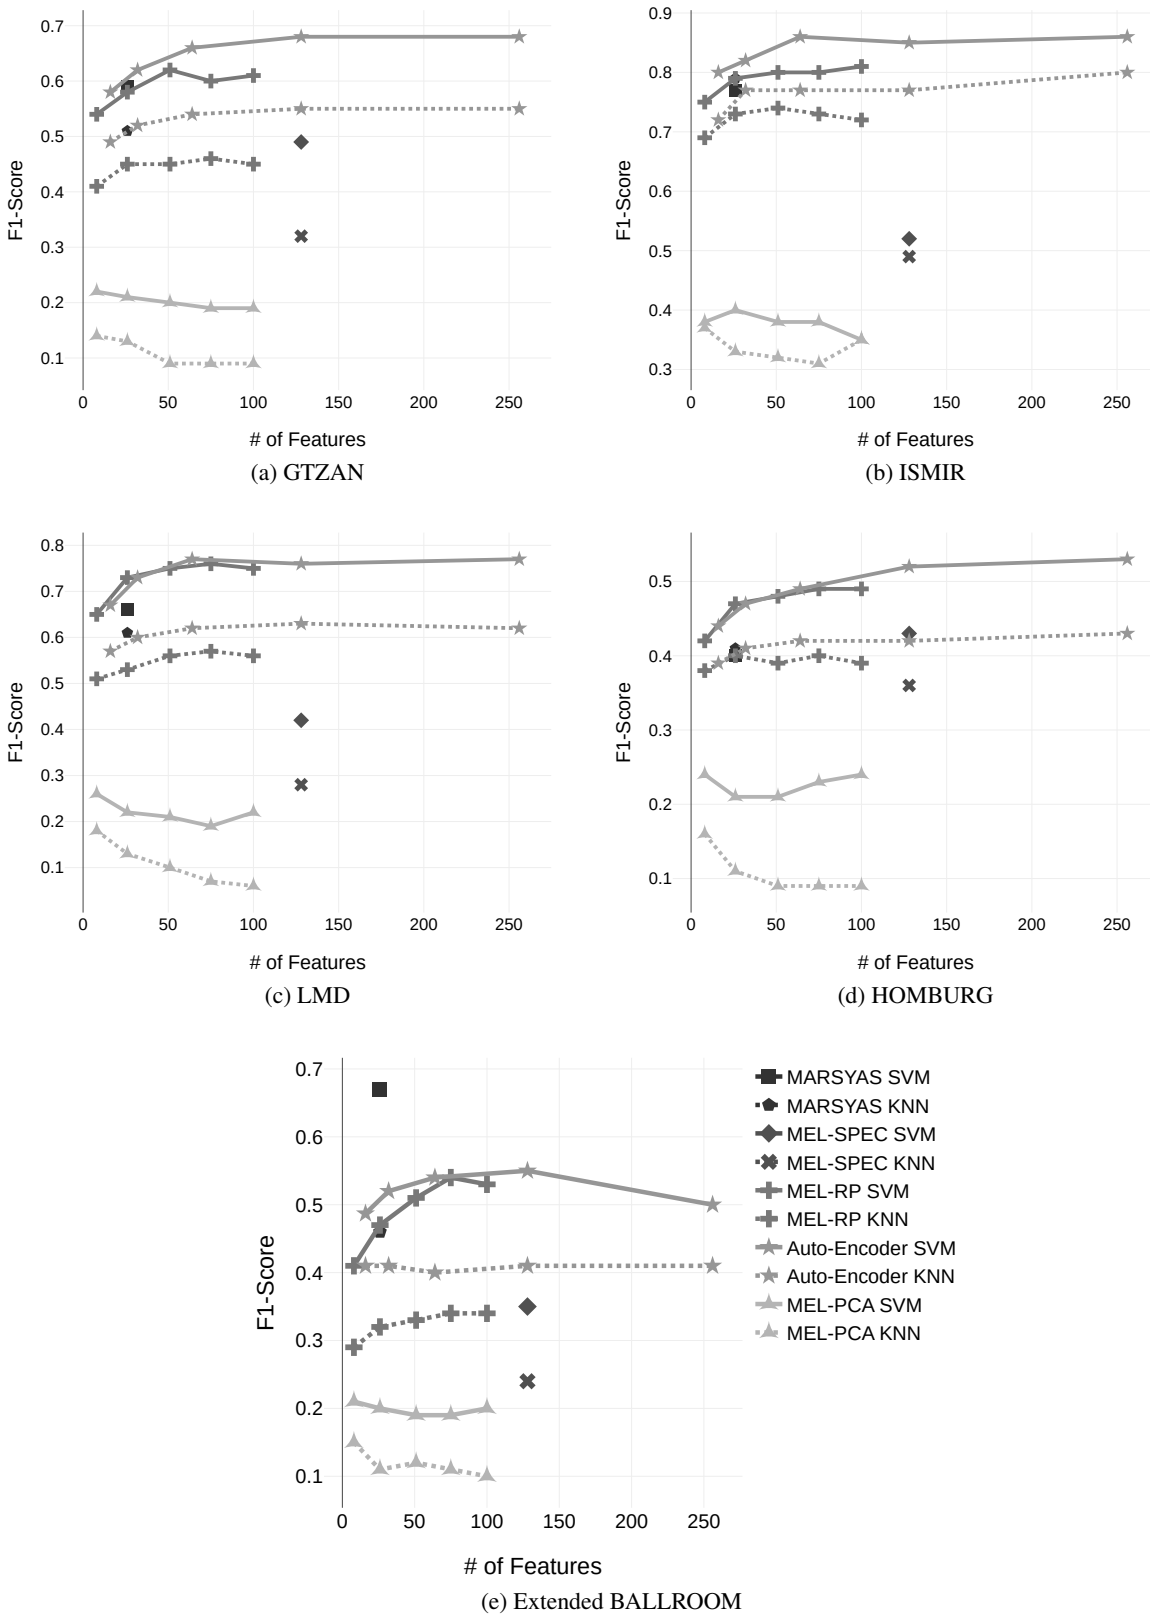 0.7
0.6
0.5
0.4
0.3
0.2
0.1
F1-Score
0 50 100 150 200 250
# of Features
(a) GTZAN
0.9
0.8
0.7
0.6
0.5
0.4
0.3
F1-Score
0 50 100 150 200 250
# of Features
(b) ISMIR
0.8
0.7
0.6
0.5
0.4
0.3
0.2
0.1
F1-Score
0 50 100 150 200 250
# of Features
(c) LMD
0.5
0.4
0.3
0.2
0.1
F1-Score
0 50 100 150 200 250
# of Features
(d) HOMBURG
0.7
0.6
0.5
0.4
0.3
0.2
0.1
F1-Score
0 50 100 150 200 250
# of Features
MARSYAS SVM
MARSYAS KNN
MEL-SPEC SVM
MEL-SPEC KNN
MEL-RP SVM
MEL-RP KNN
Auto-Encoder SVM
Auto-Encoder KNN
MEL-PCA SVM
MEL-PCA KNN
(e) Extended BALLROOM